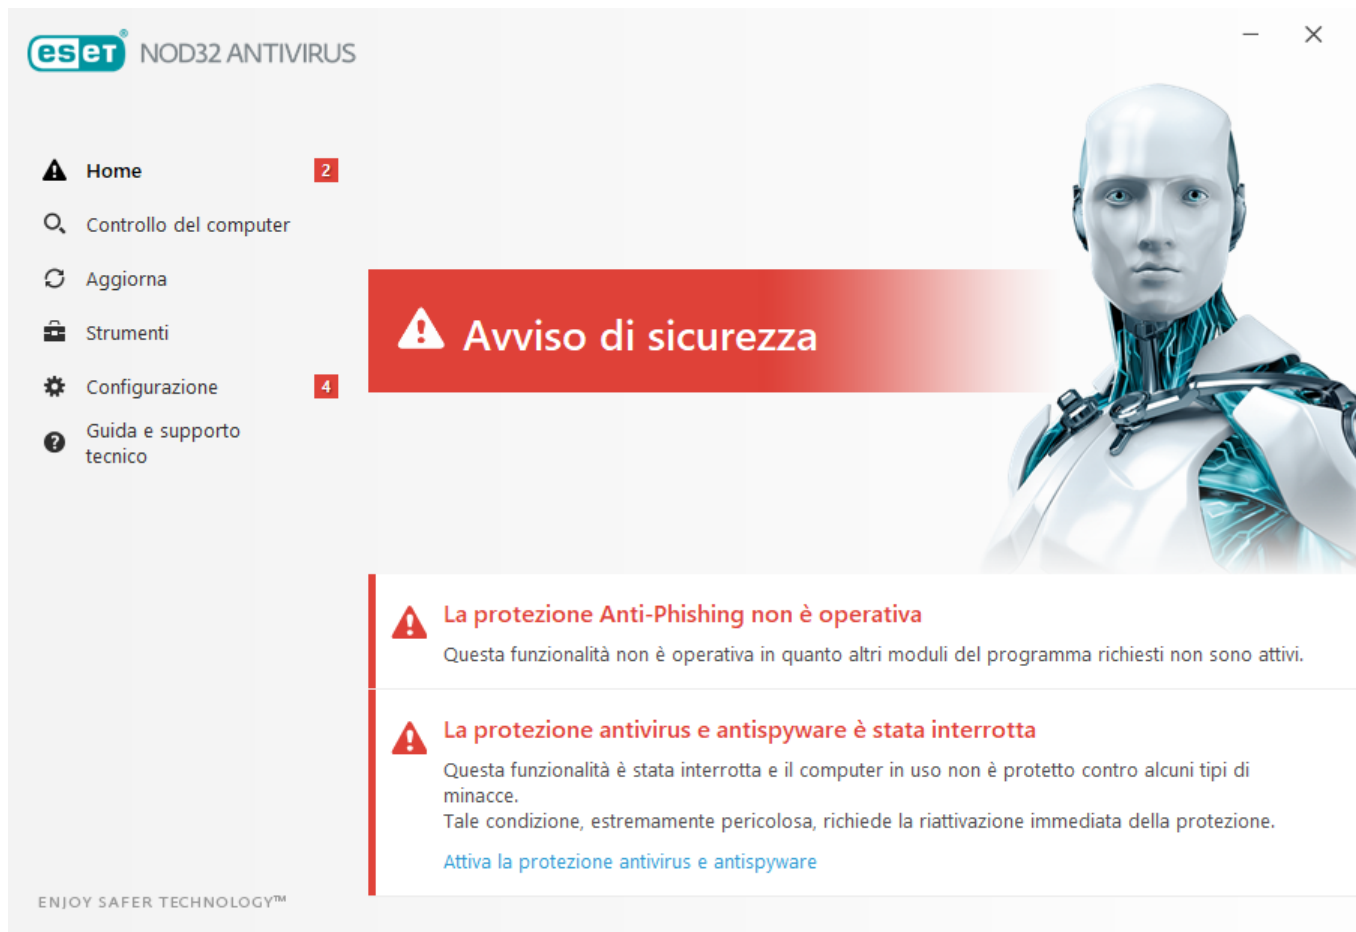 eset® NOD32 ANTIVIRUS
Home 2
Controllo del computer
Aggiorna
Strumenti
Configurazione 4
Guida e supporto
tecnico
Avviso di sicurezza
La protezione Anti-Phishing non è operativa
Questa funzionalità non è operativa in quanto altri moduli del programma richiesti non sono attivi.
La protezione antivirus e antispyware è stata interrotta
Questa funzionalità è stata interrotta e il computer in uso non è protetto contro alcuni tipi di
minacce.
Tale condizione, estremamente pericolosa, richiede la riattivazione immediata della protezione.
Attiva la protezione antivirus e antispyware
ENJOY SAFER TECHNOLOGY™